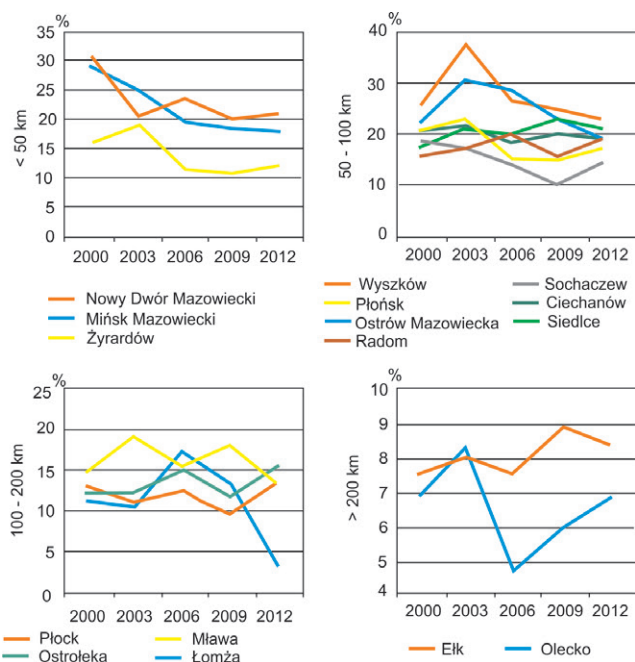 %
35
30
25
20
15
10
5
0
< 50 km
2000 2003 2006 2009 2012
Nowy Dwór Mazowiecki
Mińsk Mazowiecki
Żyrardów
%
40
30
20
10
0
50 - 100 km
2000 2003 2006 2009 2012
Wyszków
Płońsk
Ostrów Mazowiecka
Radom
Sochaczew
Ciechanów
Siedlce
%
25
20
15
10
5
0
100 - 200 km
2000 2003 2006 2009 2012
Płock
Ostrołeka
Mława
Łomża
%
10
9
8
7
6
5
4
> 200 km
2000 2003 2006 2009 2012
Ełk
Olecko